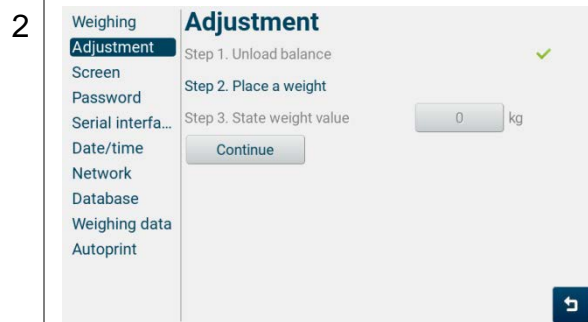 2
Weighing
Adjustment
Screen
Password
Serial interfa...
Date/time
Network
Database
Weighing data
Autoprint
Adjustment
Step 1. Unload balance
Step 2. Place a weight
Step 3. State weight value 0 kg
Continue